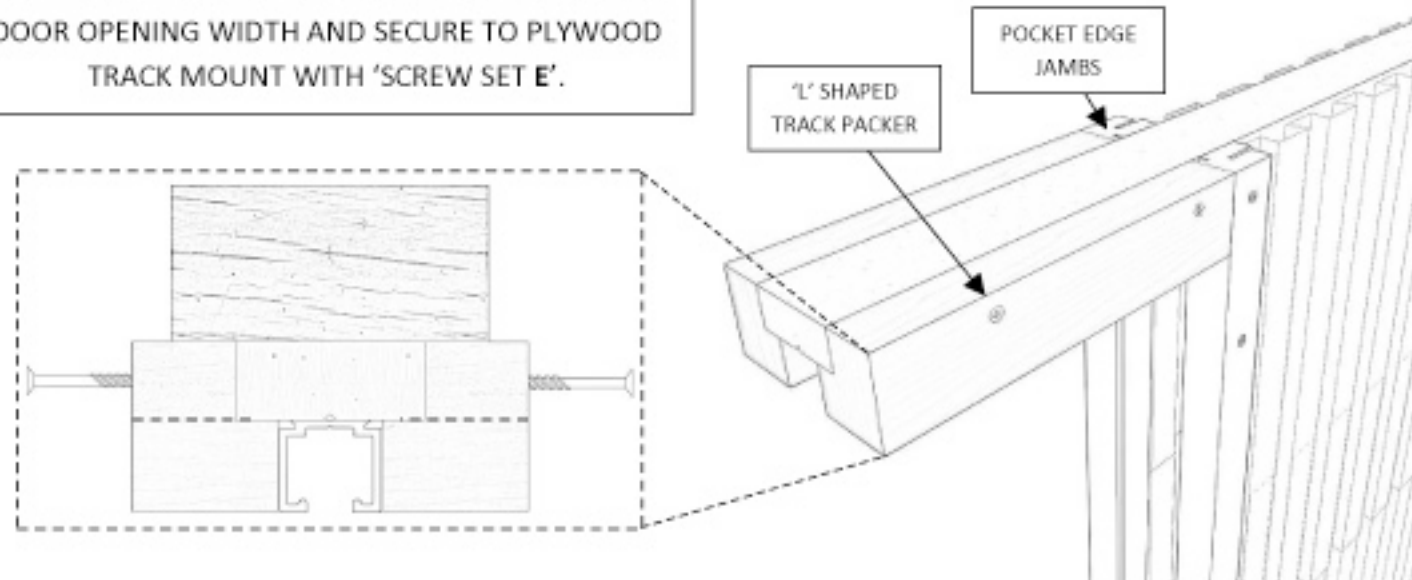 DOOR OPENING WIDTH AND SECURE TO PLYWOOD
TRACK MOUNT WITH ‘SCREW SET E’.
POCKET EDGE
JAMBS
‘L’ SHAPED
TRACK PACKER